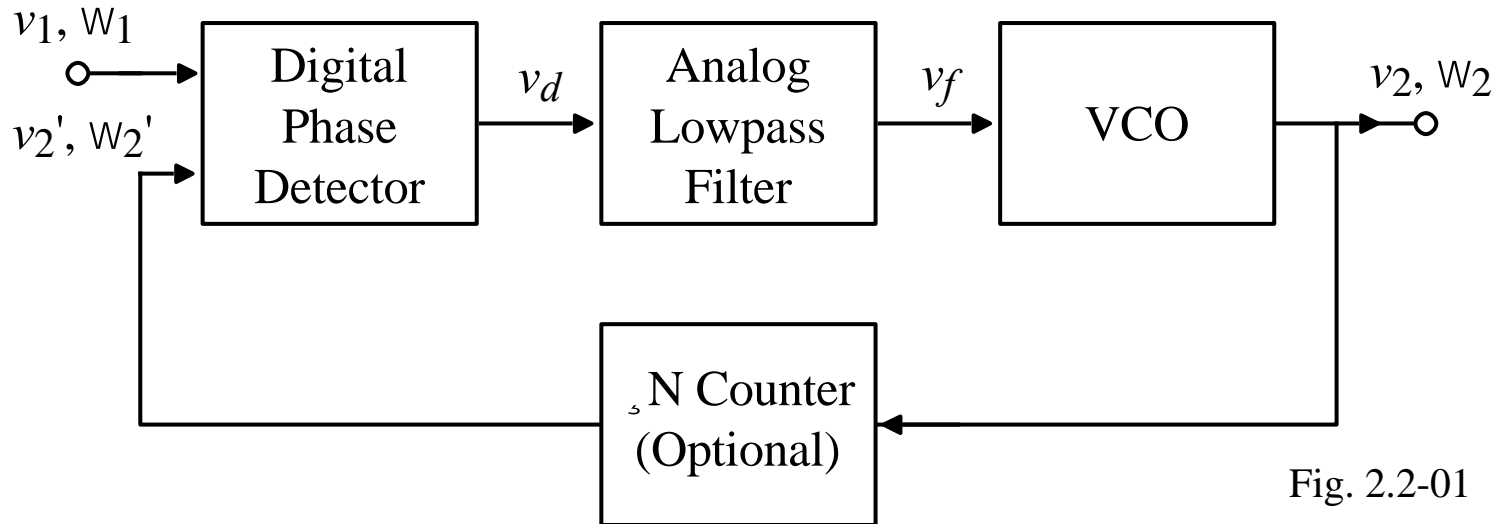 v1, w1
v2', w2'
Digital
Phase
Detector
vd
Analog
Lowpass
Filter
vf
VCO
v2, w2
¸N Counter
(Optional)
Fig. 2.2-01